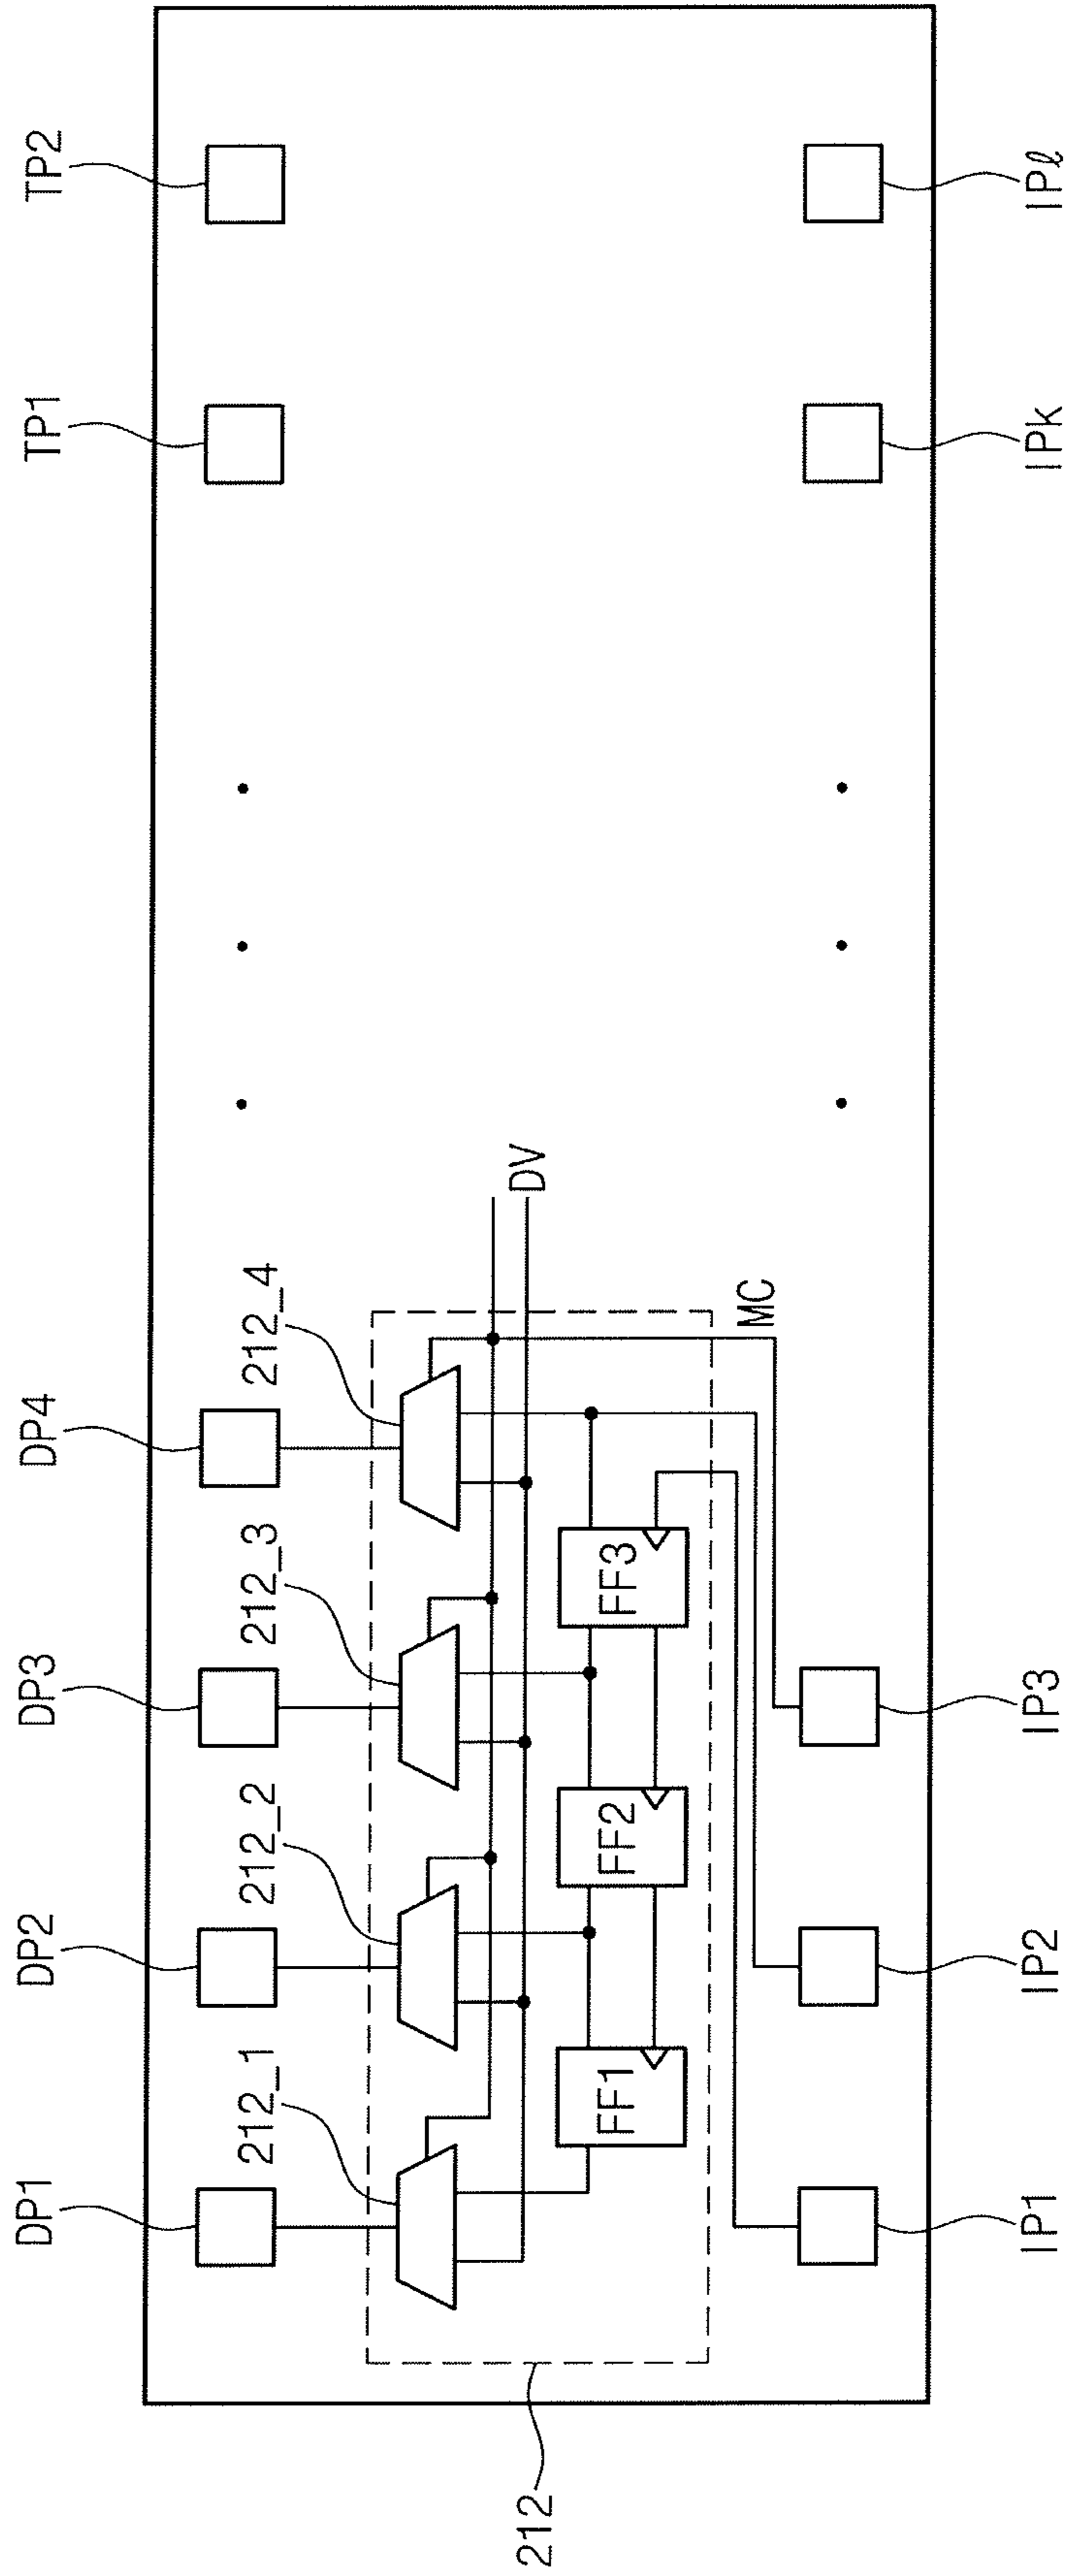 DP1
DP2
DP3
DP4
TP1
TP2
212_1
212_2
212_3
212_4
DV
FF1
FF2
FF3
MC
212
IP1
IP2
IP3
IPk
IPℓ